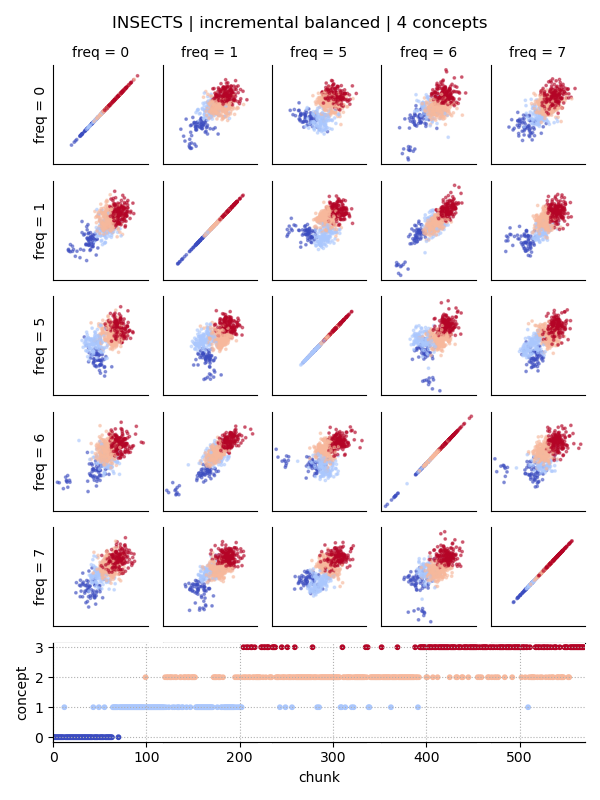 INSECTS | incremental balanced | 4 concepts
freq = 0 freq = 1 freq = 5 freq = 6 freq = 7
freq = 0
freq = 1
freq = 5
freq = 6
freq = 7
concept
3
2
1
0
0 100 200 300 400 500
chunk